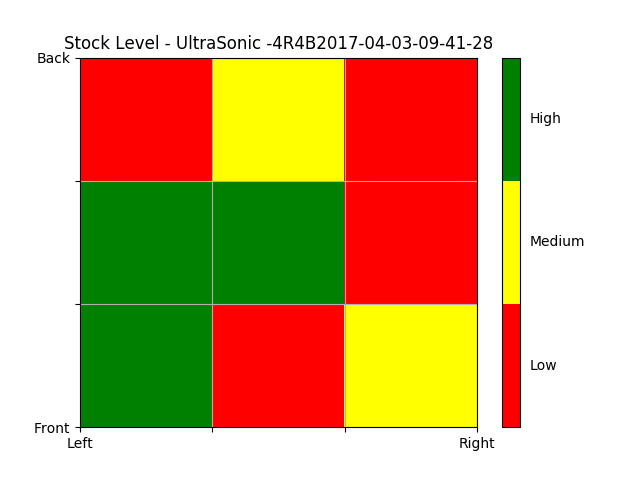 Stock Level - UltraSonic -4R4B2017-04-03-09-41-28
Back
High
Medium
Low
Front
Left
Right